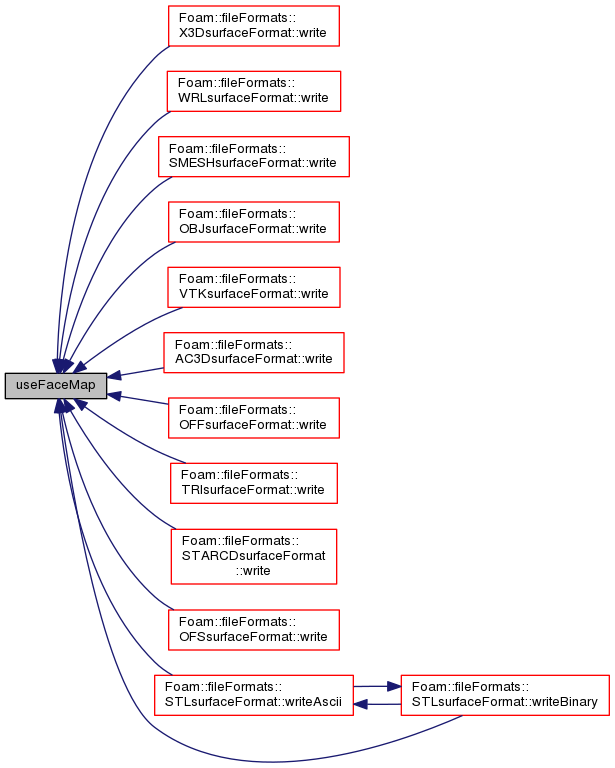 Foam::fileFormats::
X3DsurfaceFormat::write
Foam::fileFormats::
WRLsurfaceFormat::write
Foam::fileFormats::
SMESHsurfaceFormat::write
Foam::fileFormats::
OBJsurfaceFormat::write
Foam::fileFormats::
VTKsurfaceFormat::write
Foam::fileFormats::
AC3DsurfaceFormat::write
useFaceMap
Foam::fileFormats::
OFFsurfaceFormat::write
Foam::fileFormats::
TRIsurfaceFormat::write
Foam::fileFormats::
STARCDsurfaceFormat
::write
Foam::fileFormats::
OFSsurfaceFormat::write
Foam::fileFormats::
STLsurfaceFormat::writeAscii
Foam::fileFormats::
STLsurfaceFormat::writeBinary